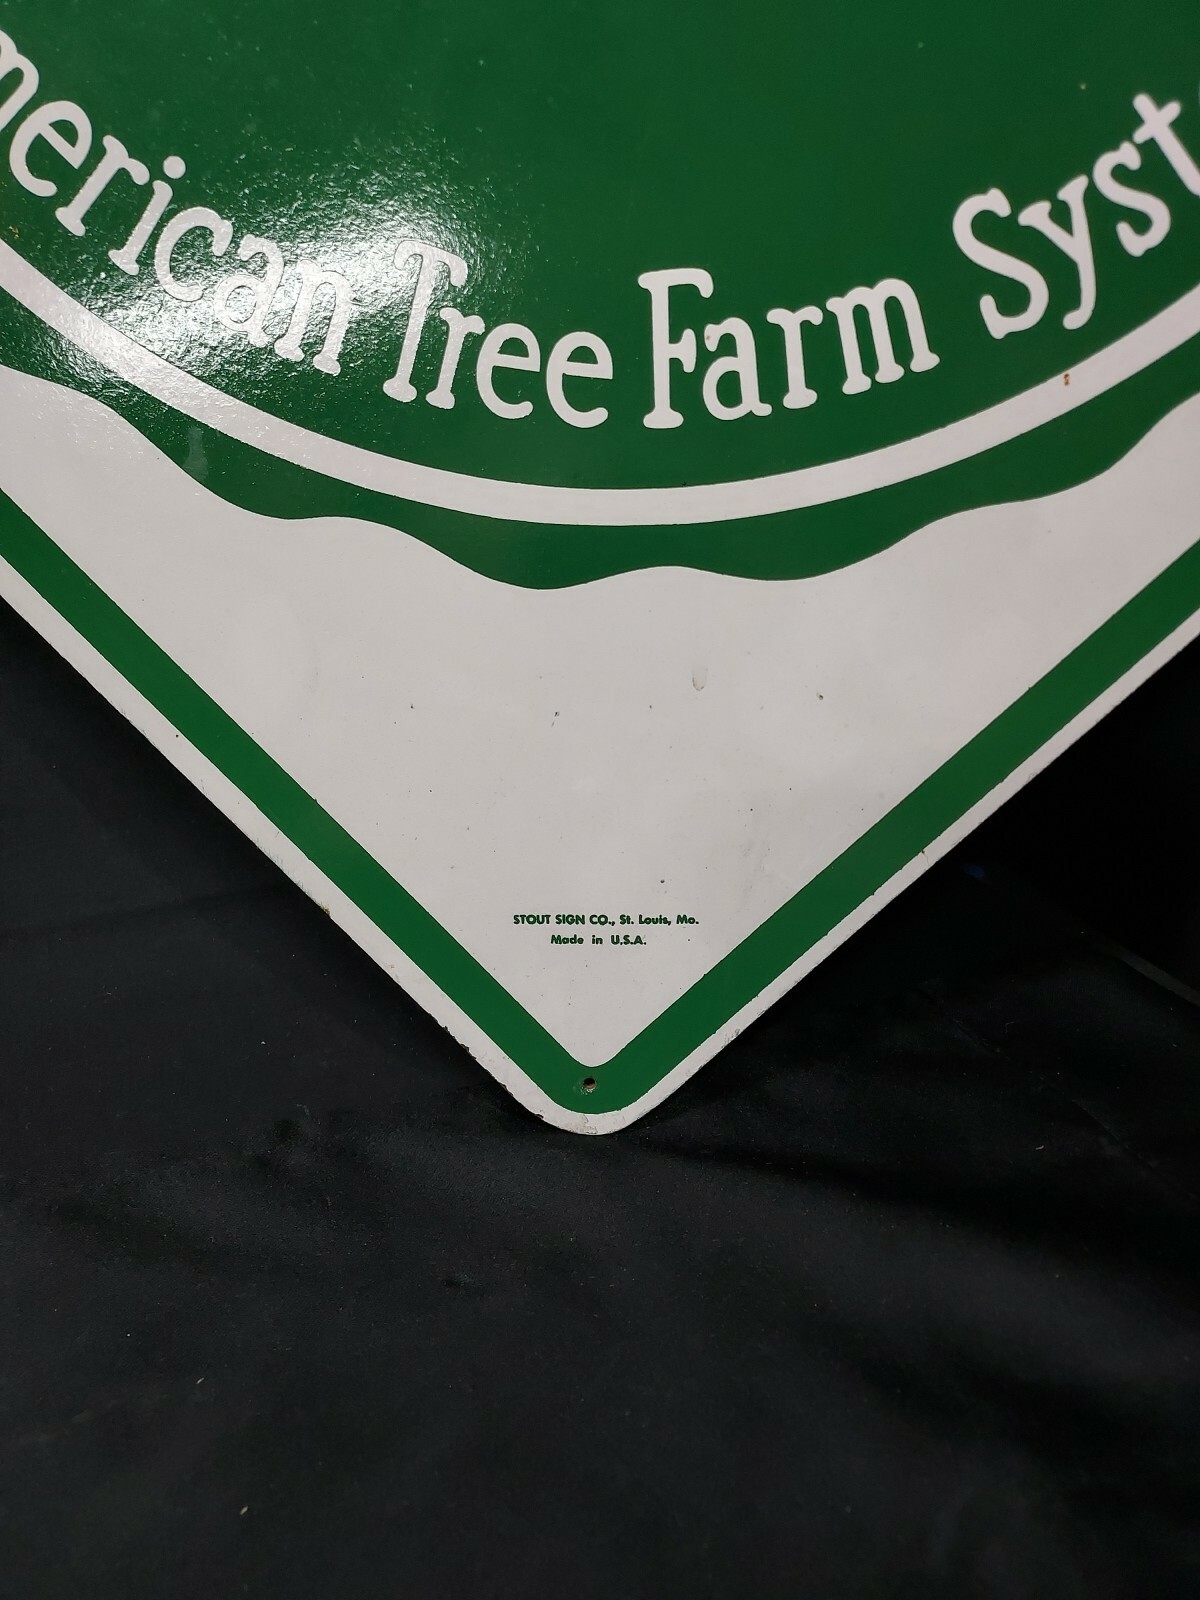 merican Tree Farm Syst
STOUT SIGN CO., St. Louis, Mo.
Made in U.S.A.